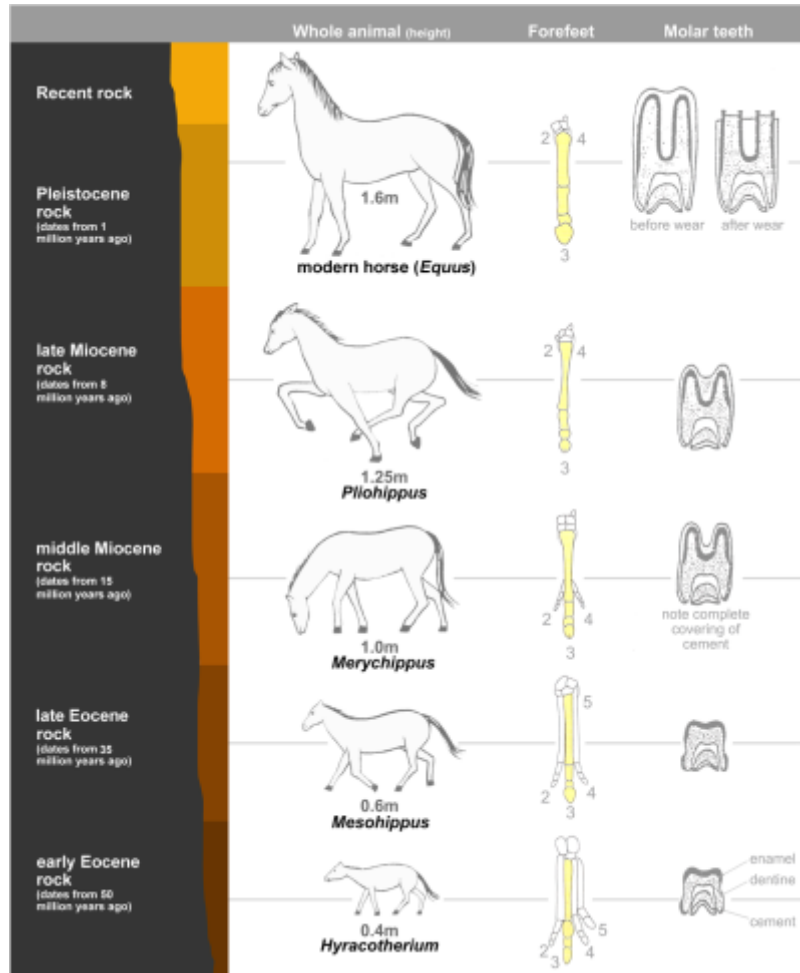 Whole animal (height) Forefeet Molar teeth
Recent rock
2 4
Pleistocene
rock
(dates from 1
million years ago)
1.6m
3
before wear after wear
modern horse (Equus)
late Miocene
rock
(dates from 8
million years ago)
2 4
3
1.25m
Pliohippus
middle Miocene
rock
(dates from 15
million years ago)
2 4
3
note complete
covering of
cement
1.0m
Merychippus
late Eocene
rock
(dates from 35
million years ago)
5
2 4
3
0.6m
Mesohippus
early Eocene
rock
(dates from 50
million years ago)
enamel
dentine
cement
5
2 4
3
0.4m
Hyracotherium